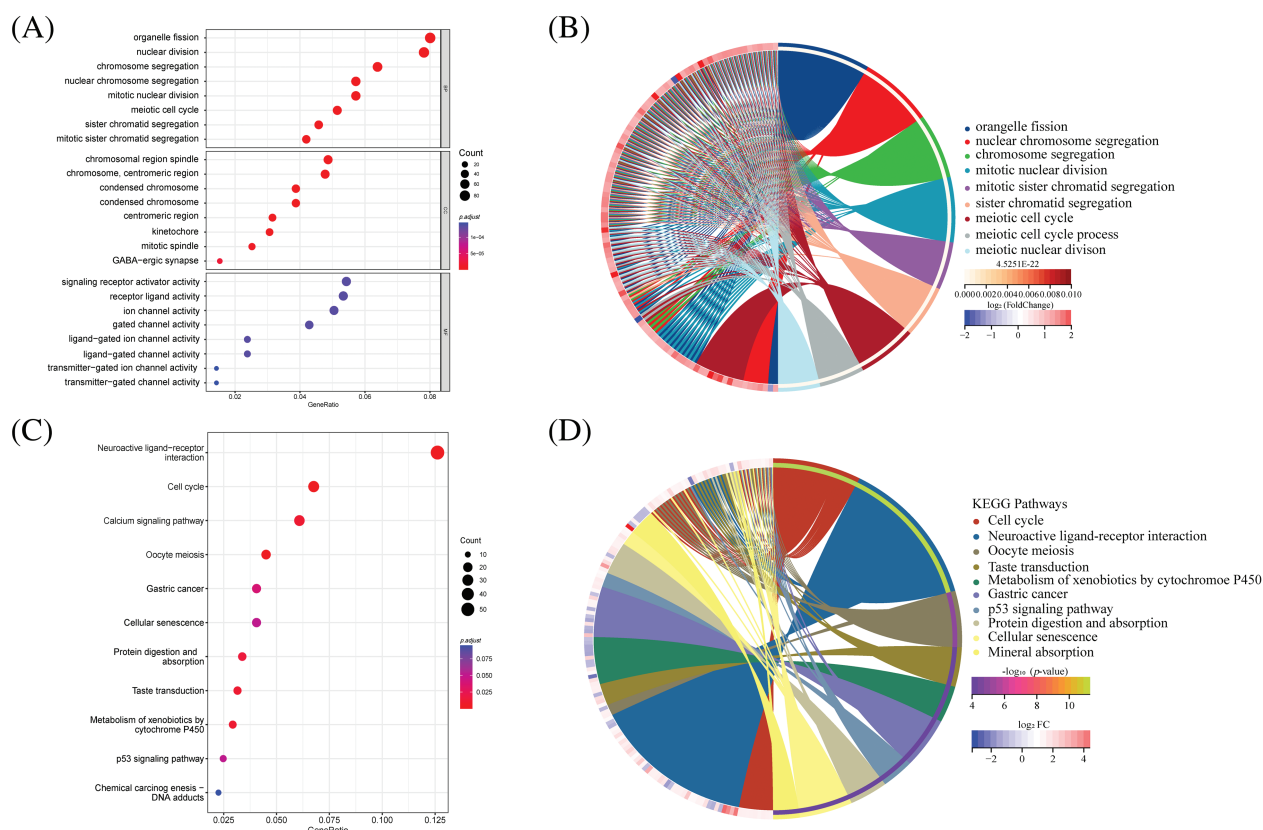 (A)
organelle fission
nuclear division
chromosome segregation
nuclear chromosome segregation
mitotic nuclear division
meiotic cell cycle
sister chromatid segregation
mitotic sister chromatid segregation
BP
chromosomal region spindle
chromosome, centromeric region
condensed chromosome
condensed chromosome
centromeric region
kinetochore
mitotic spindle
GABA-ergic synapse
CC
signaling receptor activator activity
receptor ligand activity
ion channel activity
gated channel activity
ligand-gated ion channel activity
ligand-gated channel activity
transmitter-gated ion channel activity
transmitter-gated channel activity
MF
0.02 0.04 0.06 0.08
GeneRatio
Count
20
40
60
80
p.adjust
1e-04
5e-05
(B)
orangelle fission
nuclear chromosome segregation
chromosome segregation
mitotic nuclear division
mitotic sister chromatid segregation
sister chromatid segregation
meiotic cell cycle
meiotic cell cycle process
meiotic nuclear divison
4.5251E-22
0.0000.0020.0040.0060.0080.010
log₂ (FoldChange)
−2 −1 0 1 2
(C)
Neuroactive ligand−receptor
interaction
Cell cycle
Calcium signaling pathway
Oocyte meiosis
Gastric cancer
Cellular senescence
Protein digestion and
absorption
Taste transduction
Metabolism of xenobiotics by
cytochrome P450
p53 signaling pathway
Chemical carcinog enesis −
DNA adducts
0.025 0.050 0.075 0.100 0.125
GeneRatio
Count
10
20
30
40
50
p.adjust
0.075
0.050
0.025
(D)
KEGG Pathways
Cell cycle
Neuroactive ligand-receptor interaction
Oocyte meiosis
Taste transduction
Metabolism of xenobiotics by cytochromoe P450
Gastric cancer
p53 signaling pathway
Protein digestion and absorption
Cellular senescence
Mineral absorption
-log₁₀ (p-value)
4 6 8 10
log₂ FC
−2 0 2 4